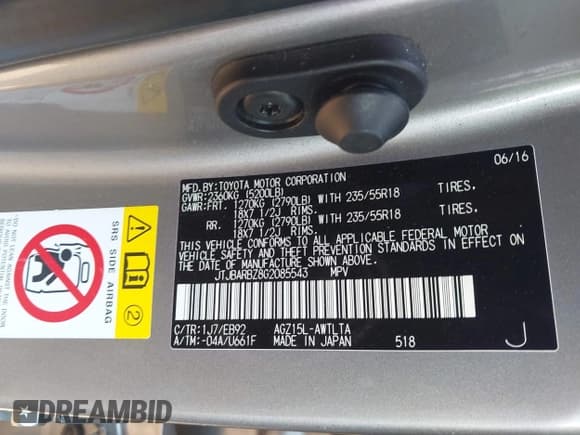 06/16
MFD.BY:TOYOTA MOTOR CORPORATION
GVWR:2360KG (5200LB)
GAWR:FRT. 1270KG (2790LB) WITH 235/55R18 TIRES.
18X7 1/2J RIMS.
RR. 1270KG (2790LB) WITH 235/55R18 TIRES.
18X7 1/2J RIMS.
THIS VEHICLE CONFORMS TO ALL APPLICABLE FEDERAL MOTOR
VEHICLE SAFETY AND THEFT PREVENTION STANDARDS IN EFFECT ON
THE DATE OF MANUFACTURE SHOWN ABOVE.
JTJBARBZ8G2085543 MPV
C/TR:1J7/EB92 AGZ15L-AWTLTA
A/TM:-04A/U661F MADE IN JAPAN 518 J
SRS SIDE AIRBAG
2
DREAMBID